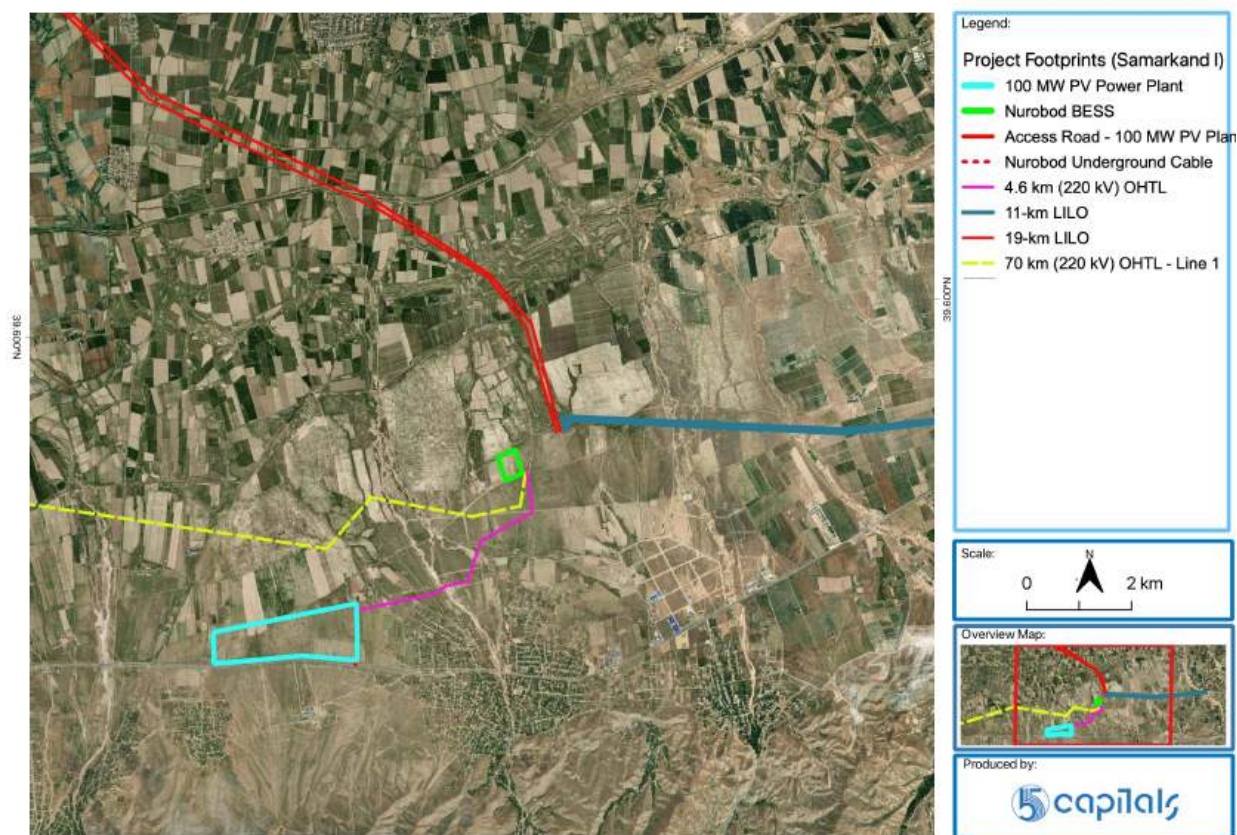 Legend:
Project Footprints (Samarkand I)
100 MW PV Power Plant
Nurobod BESS
Access Road - 100 MW PV Plan
Nurobod Underground Cable
4.6 km (220 kV) OHTL
11-km LILO
19-km LILO
70 km (220 kV) OHTL - Line 1
39.600°N
39.600°N
Scale:
N
0 2 km
Overview Map:
Produced by:
5 capitals